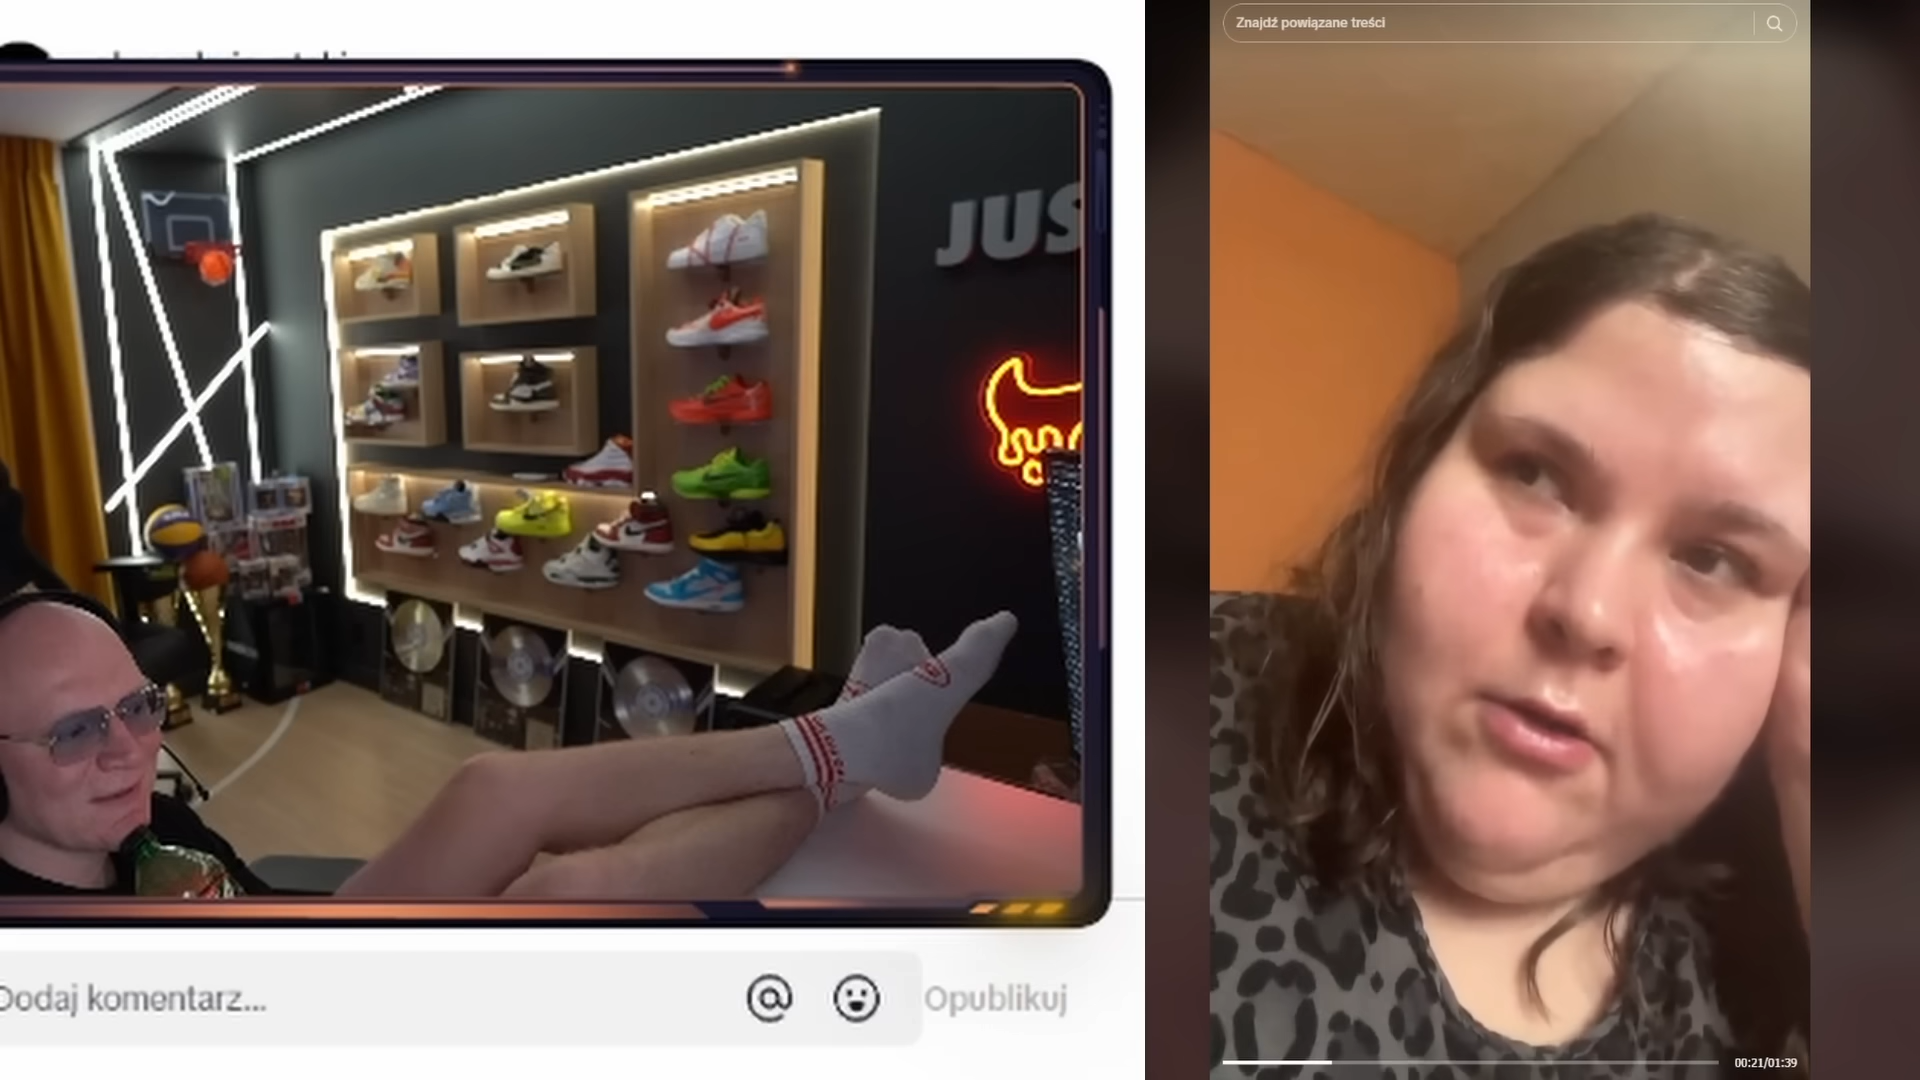 Znajdź powiązane treści
JUS
Dodaj komentarz...
Opublikuj
00:21/01:39